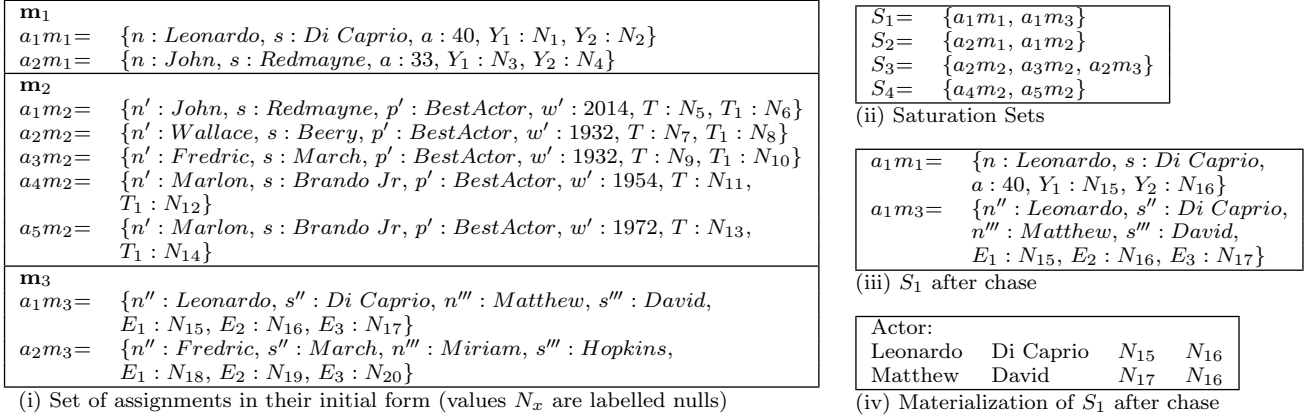 m₁
a₁m₁= {n : Leonardo, s : Di Caprio, a : 40, Y₁ : N₁, Y₂ : N₂}
a₂m₁= {n : John, s : Redmayne, a : 33, Y₁ : N₃, Y₂ : N₄}
m₂
a₁m₂= {n′ : John, s : Redmayne, p′ : BestActor, w′ : 2014, T : N₅, T₁ : N₆}
a₂m₂= {n′ : Wallace, s : Beery, p′ : BestActor, w′ : 1932, T : N₇, T₁ : N₈}
a₃m₂= {n′ : Fredric, s : March, p′ : BestActor, w′ : 1932, T : N₉, T₁ : N₁₀}
a₄m₂= {n′ : Marlon, s : Brando Jr, p′ : BestActor, w′ : 1954, T : N₁₁,
T₁ : N₁₂}
a₅m₂= {n′ : Marlon, s : Brando Jr, p′ : BestActor, w′ : 1972, T : N₁₃,
T₁ : N₁₄}
m₃
a₁m₃= {n″ : Leonardo, s″ : Di Caprio, n‴ : Matthew, s‴ : David,
E₁ : N₁₅, E₂ : N₁₆, E₃ : N₁₇}
a₂m₃= {n″ : Fredric, s″ : March, n‴ : Miriam, s‴ : Hopkins,
E₁ : N₁₈, E₂ : N₁₉, E₃ : N₂₀}
(i) Set of assignments in their initial form (values Nₓ are labelled nulls)
S₁= {a₁m₁, a₁m₃}
S₂= {a₂m₁, a₁m₂}
S₃= {a₂m₂, a₃m₂, a₂m₃}
S₄= {a₄m₂, a₅m₂}
(ii) Saturation Sets
a₁m₁= {n : Leonardo, s : Di Caprio,
a : 40, Y₁ : N₁₅, Y₂ : N₁₆}
a₁m₃= {n″ : Leonardo, s″ : Di Caprio,
n‴ : Matthew, s‴ : David,
E₁ : N₁₅, E₂ : N₁₆, E₃ : N₁₇}
(iii) S₁ after chase
Actor:
Leonardo Di Caprio N₁₅ N₁₆
Matthew David N₁₇ N₁₆
(iv) Materialization of S₁ after chase